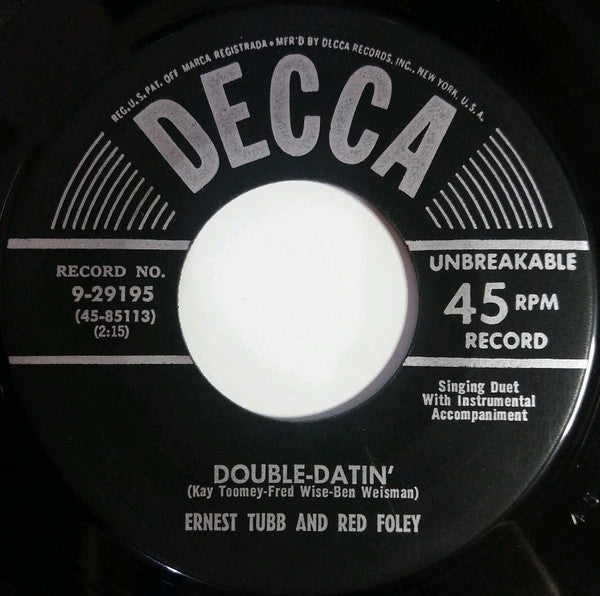 REG. U.S. PAT. OFF MARCA REGISTRADA • MFR'D BY DECCA RECORDS, INC., NEW YORK, U.S.A.
DECCA
RECORD NO.
9-29195
(45-85113)
(2:15)
UNBREAKABLE
45 RPM
RECORD
Singing Duet
With Instrumental
Accompaniment
DOUBLE-DATIN'
(Kay Toomey-Fred Wise-Ben Weisman)
ERNEST TUBB AND RED FOLEY